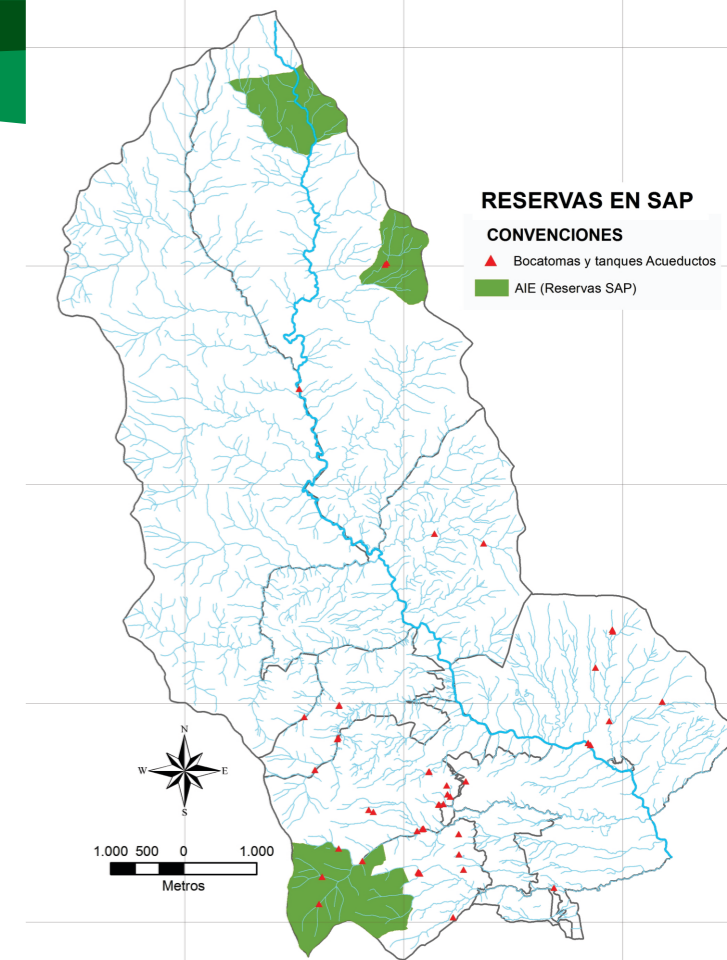 RESERVAS EN SAP
CONVENCIONES
Bocatomas y tanques Acueductos
AIE (Reservas SAP)
N
W E
S
1.000 500 0 1.000
Metros